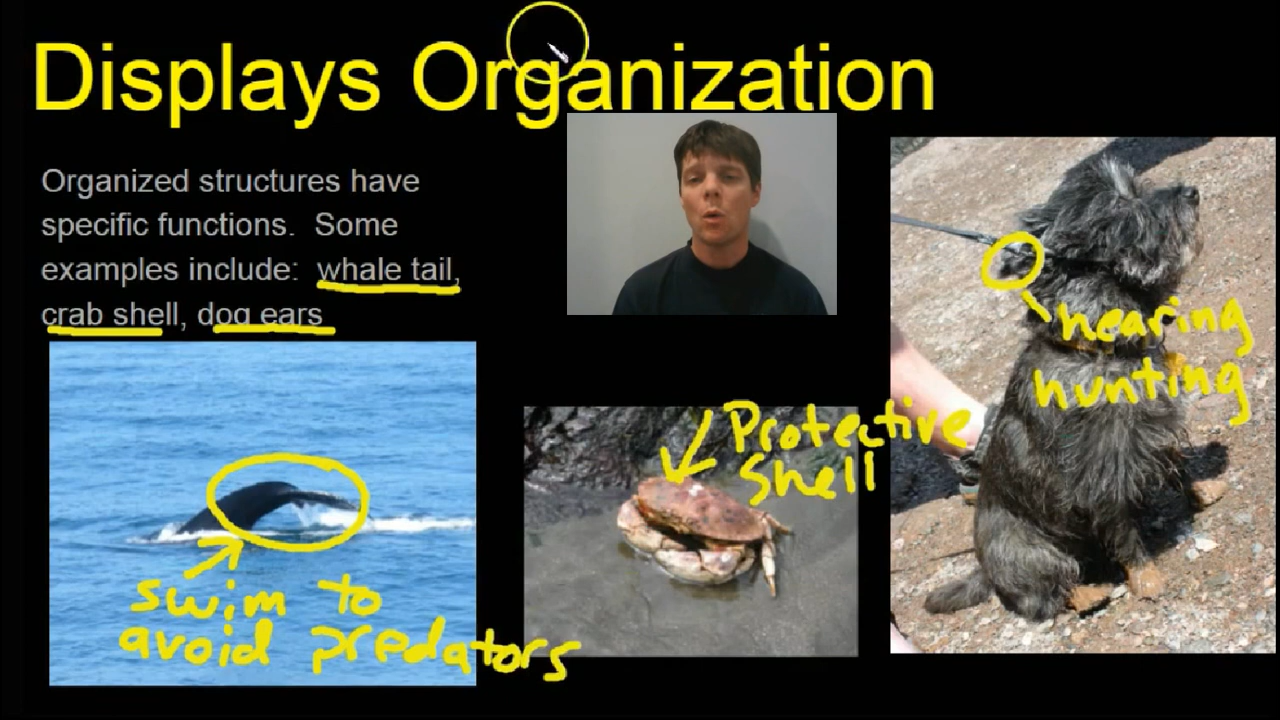 Displays Organization
Organized structures have
specific functions.  Some
examples include:  whale tail,
crab shell, dog ears
hearing
hunting
Protective
Shell
swim to
avoid predators